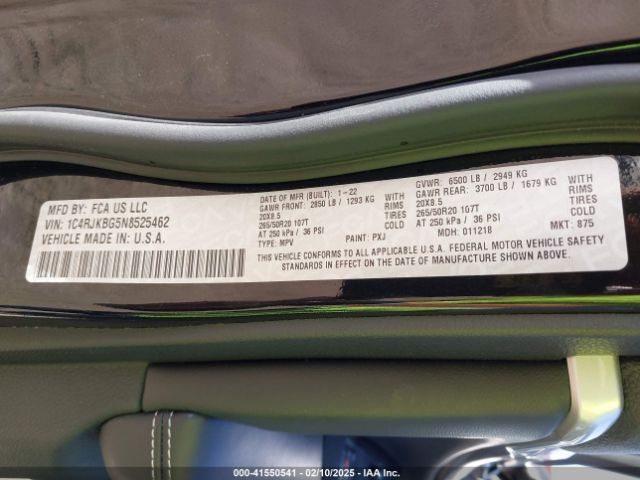 MFD BY: FCA US LLC
VIN: 1C4RJKBG5N8525462
VEHICLE MADE IN: U.S.A.
DATE OF MFR (BUILT): 1-22
GAWR FRONT: 2850 LB / 1293 KG WITH
20X8.5 RIMS
265/50R20 107T
AT 250 kPa / 36 PSI COLD
TYPE: MPV PAINT: PXJ
GVWR: 6500 LB / 2949 KG
GAWR REAR: 3700 LB / 1679 KG WITH
20X8.5 RIMS
265/50R20 107T
AT 250 kPa / 36 PSI COLD
MDH: 011218 MKT: 875
THIS VEHICLE CONFORMS TO ALL APPLICABLE U.S.A. FEDERAL MOTOR VEHICLE SAFETY
STANDARDS IN EFFECT ON THE DATE OF MANUFACTURE SHOWN ABOVE.
000-41550541 - 02/10/2025 - IAA Inc.